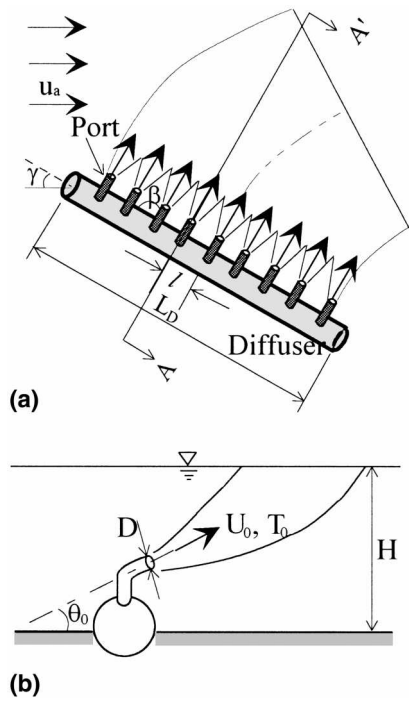 A'
uₐ
Port
γ
β
l
L_D
Diffuser
A
(a)
D
U₀, T₀
H
θ₀
(b)